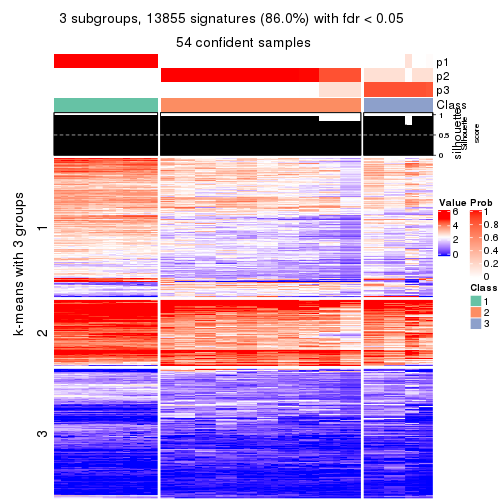 3 subgroups, 13855 signatures (86.0%) with fdr < 0.05
54 confident samples
p1
p2
p3
Class
1
0.5
0
silhouette
Silhouette
score
k-means with 3 groups
1
2
3
Value
6
4
2
0
Prob
1
0.8
0.6
0.4
0.2
0
Class
1
2
3